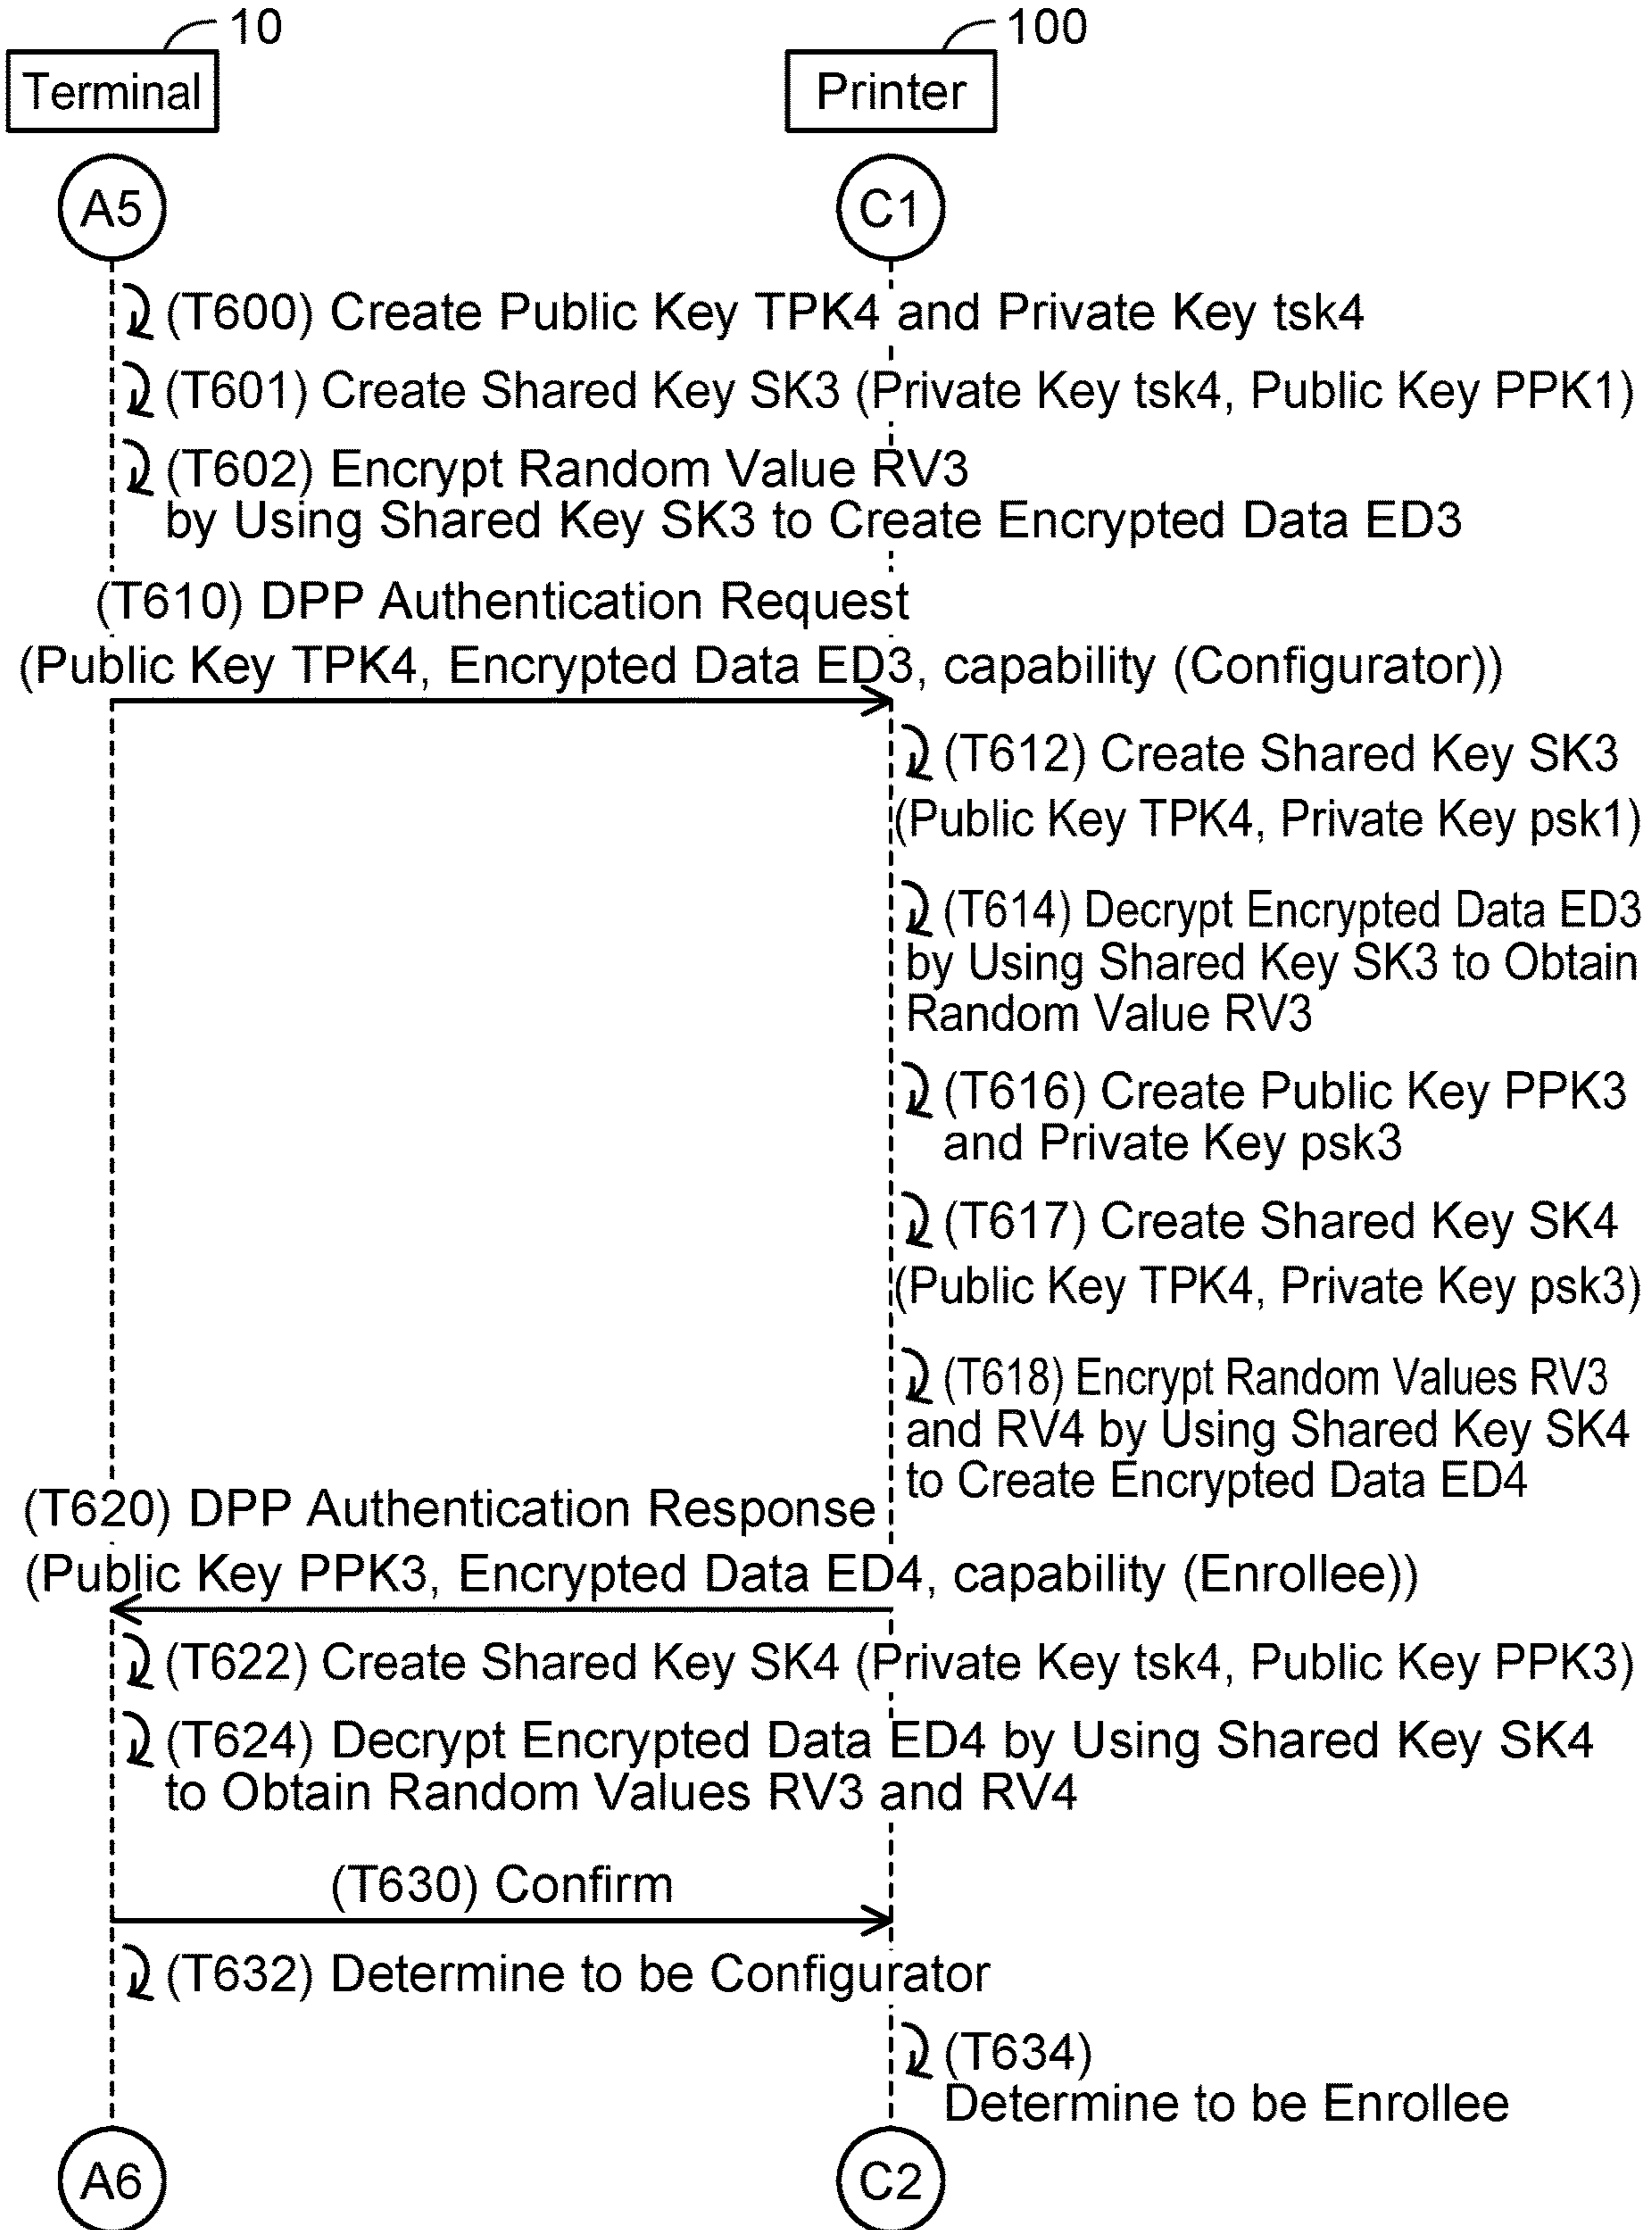 10
100
Terminal
Printer
A5
C1
(T600) Create Public Key TPK4 and Private Key tsk4
(T601) Create Shared Key SK3 (Private Key tsk4, Public Key PPK1)
(T602) Encrypt Random Value RV3
by Using Shared Key SK3 to Create Encrypted Data ED3
(T610) DPP Authentication Request
(Public Key TPK4, Encrypted Data ED3, capability (Configurator))
(T612) Create Shared Key SK3
(Public Key TPK4, Private Key psk1)
(T614) Decrypt Encrypted Data ED3
by Using Shared Key SK3 to Obtain
Random Value RV3
(T616) Create Public Key PPK3
and Private Key psk3
(T617) Create Shared Key SK4
(Public Key TPK4, Private Key psk3)
(T618) Encrypt Random Values RV3
and RV4 by Using Shared Key SK4
to Create Encrypted Data ED4
(T620) DPP Authentication Response
(Public Key PPK3, Encrypted Data ED4, capability (Enrollee))
(T622) Create Shared Key SK4 (Private Key tsk4, Public Key PPK3)
(T624) Decrypt Encrypted Data ED4 by Using Shared Key SK4
to Obtain Random Values RV3 and RV4
(T630) Confirm
(T632) Determine to be Configurator
(T634)
Determine to be Enrollee
A6
C2